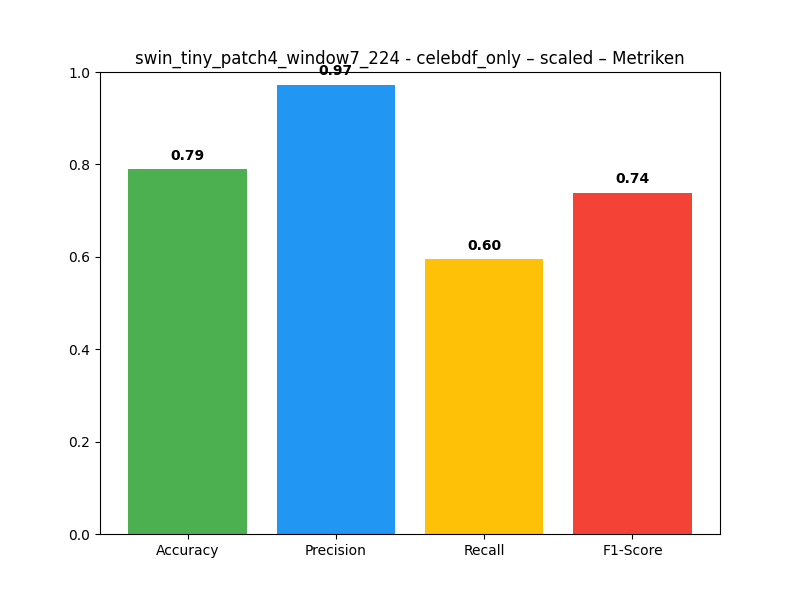 swin_tiny_patch4_window7_224 - celebdf_only – scaled – Metriken
1.0
0.97
0.79
0.8
0.74
0.6
0.60
0.4
0.2
0.0
Accuracy
Precision
Recall
F1-Score